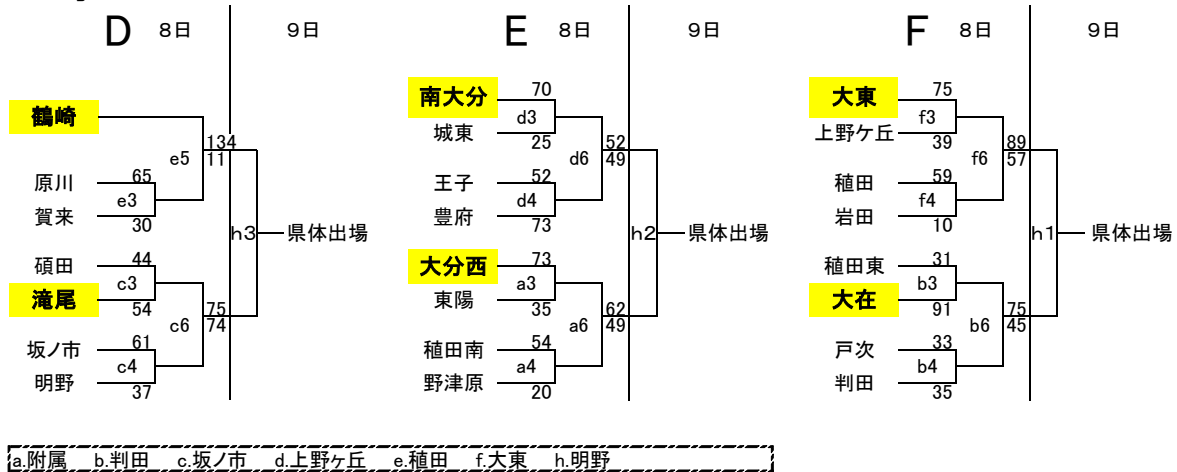 D 8日 9日 E 8日 9日 F 8日 9日
南大分 70 大東 75
鶴崎 d3 f3
城東 25 上野ケ丘 39
134 52 89
e5 11 d6 49 f6 57
原川 65 王子 52 稙田 59
e3 d4 f4
賀来 30 豊府 73 岩田 10
h3 県体出場 h2 県体出場 h1 県体出場
碩田 44 大分西 73 稙田東 31
c3 a3 b3
滝尾 54 東陽 35 大在 91
75 62 75
c6 74 a6 49 b6 45
坂ノ市 61 稙田南 54 戸次 33
c4 a4 b4
明野 37 野津原 20 判田 35
a.附属 b.判田 c.坂ノ市 d.上野ヶ丘 e.稙田 f.大東 h.明野